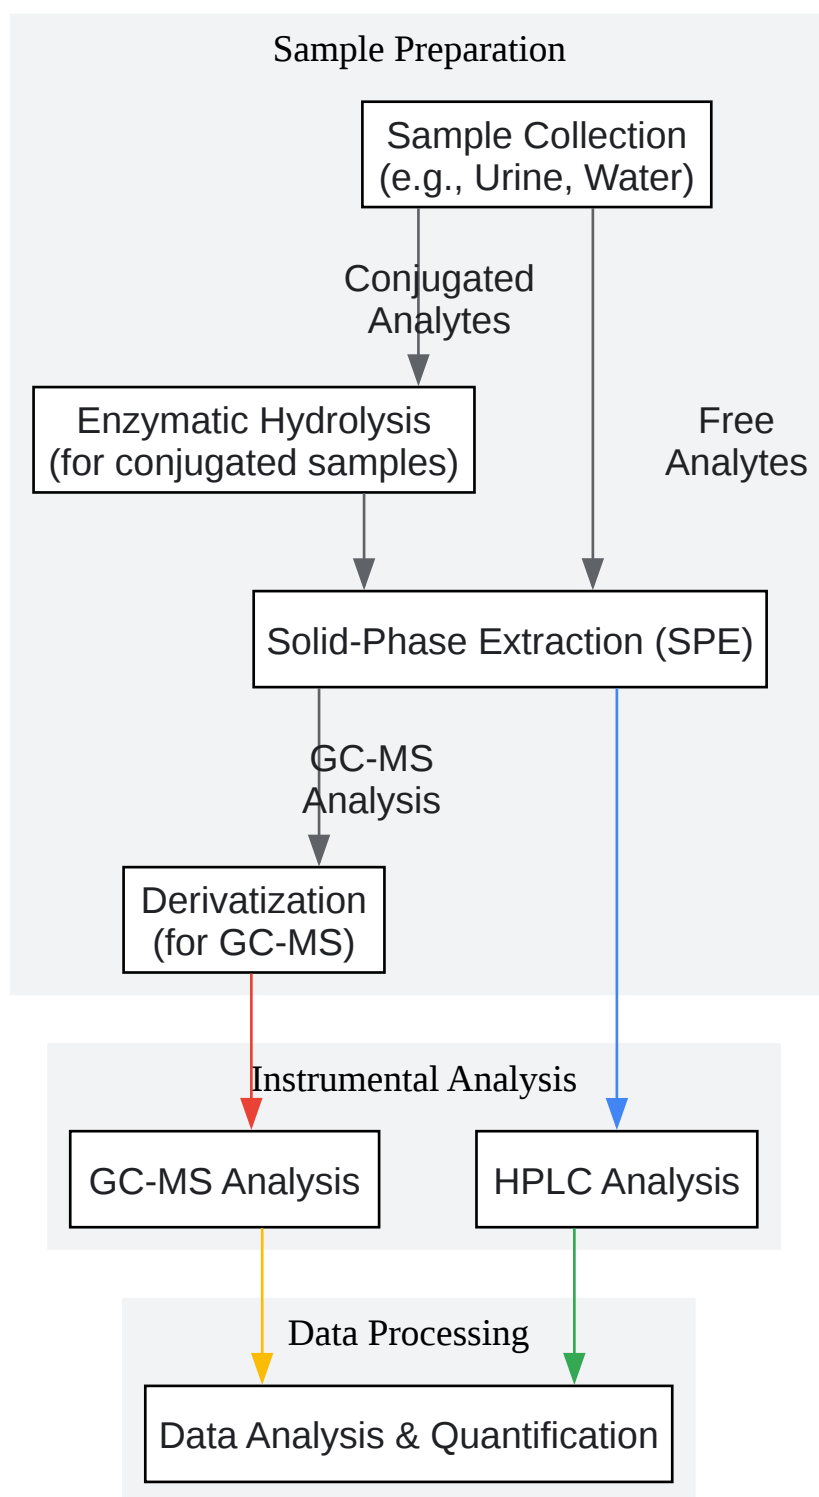 Sample Preparation
Sample Collection
(e.g., Urine, Water)
Conjugated
Analytes
Enzymatic Hydrolysis
(for conjugated samples)
Free
Analytes
Solid-Phase Extraction (SPE)
GC-MS
Analysis
Derivatization
(for GC-MS)
Instrumental Analysis
GC-MS Analysis
HPLC Analysis
Data Processing
Data Analysis & Quantification